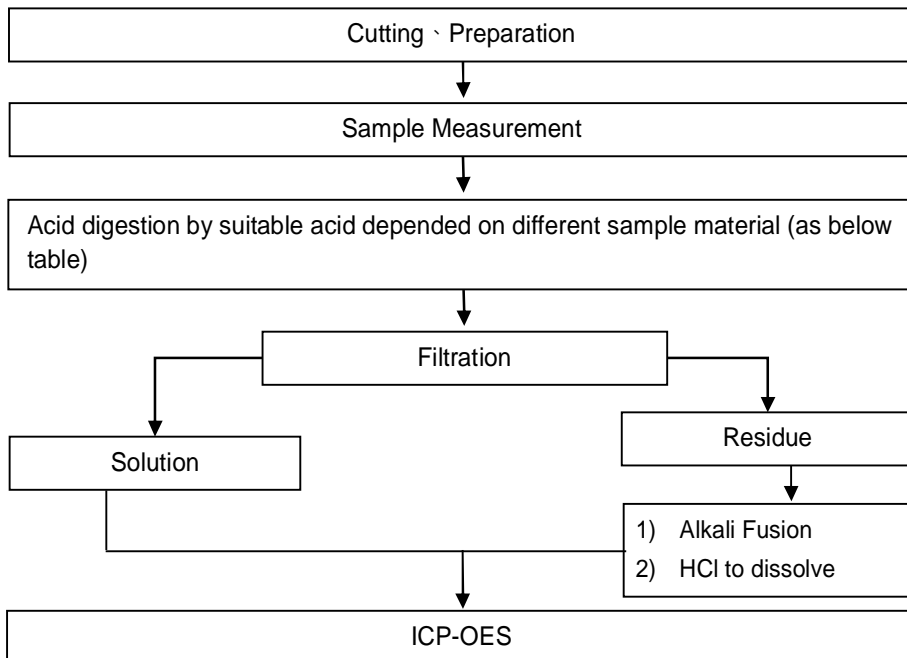 Cutting、Preparation
Sample Measurement
Acid digestion by suitable acid depended on different sample material (as below
table)
Filtration
Solution
Residue
1) Alkali Fusion
2) HCl to dissolve
ICP-OES